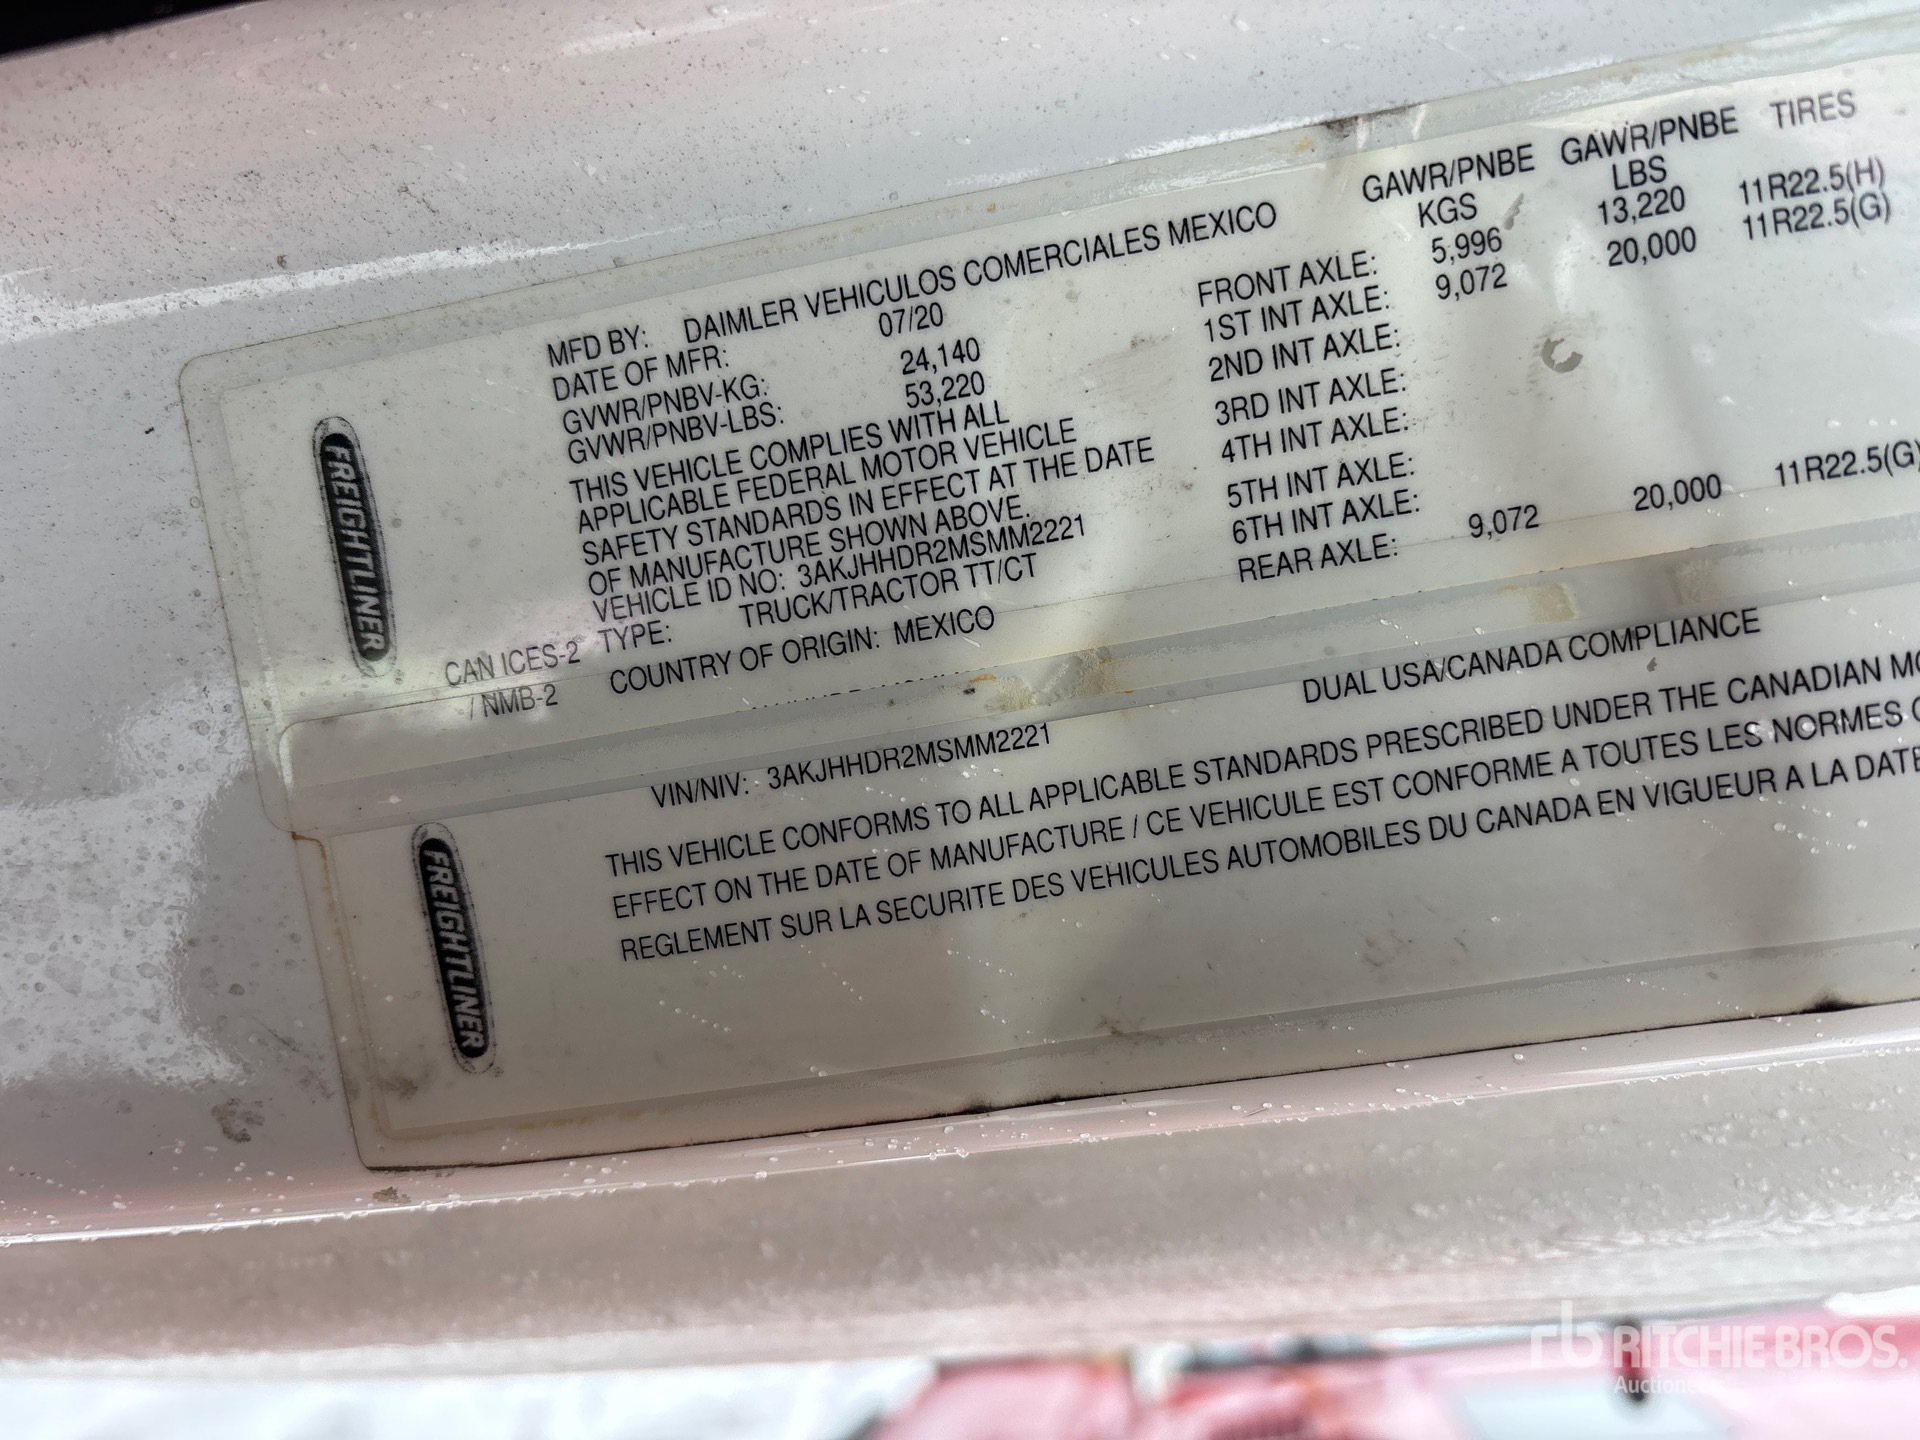 FREIGHTLINER
MFD BY: DAIMLER VEHICULOS COMERCIALES MEXICO
DATE OF MFR: 07/20
GVWR/PNBV-KG: 24,140
GVWR/PNBV-LBS: 53,220
THIS VEHICLE COMPLIES WITH ALL
APPLICABLE FEDERAL MOTOR VEHICLE
SAFETY STANDARDS IN EFFECT AT THE DATE
OF MANUFACTURE SHOWN ABOVE.
VEHICLE ID NO: 3AKJHHDR2MSMM2221
TYPE: TRUCK/TRACTOR TT/CT
COUNTRY OF ORIGIN: MEXICO
CAN ICES-2
/ NMB-2
GAWR/PNBE GAWR/PNBE TIRES
KGS LBS
FRONT AXLE: 5,996 13,220 11R22.5(H)
1ST INT AXLE: 9,072 20,000 11R22.5(G)
2ND INT AXLE:
3RD INT AXLE:
4TH INT AXLE:
5TH INT AXLE:
6TH INT AXLE:
REAR AXLE: 9,072 20,000 11R22.5(G)
DUAL USA/CANADA COMPLIANCE
FREIGHTLINER
VIN/NIV: 3AKJHHDR2MSMM2221
THIS VEHICLE CONFORMS TO ALL APPLICABLE STANDARDS PRESCRIBED UNDER THE CANADIAN
EFFECT ON THE DATE OF MANUFACTURE / CE VEHICULE EST CONFORME A TOUTES LES NORMES
REGLEMENT SUR LA SECURITE DES VEHICULES AUTOMOBILES DU CANADA EN VIGUEUR A LA DATE
rb RITCHIE BROS.